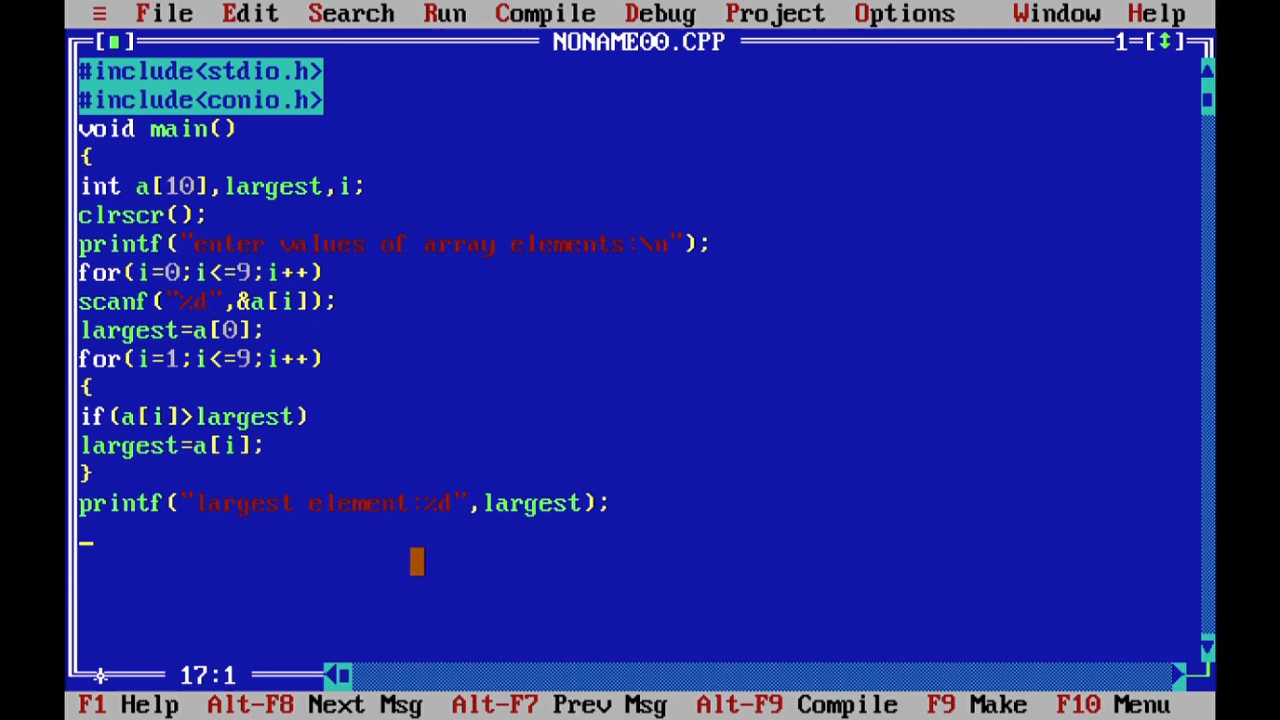 ≡ File Edit Search Run Compile Debug Project Options Window Help
[■] NONAME00.CPP 1=[↕]
#include<stdio.h>
#include<conio.h>
void main()
{
int a[10],largest,i;
clrscr();
printf("enter values of array elements:\n");
for(i=0;i<=9;i++)
scanf("%d",&a[i]);
largest=a[0];
for(i=1;i<=9;i++)
{
if(a[i]>largest)
largest=a[i];
}
printf("largest element:%d",largest);
17:1
F1 Help Alt-F8 Next Msg Alt-F7 Prev Msg Alt-F9 Compile F9 Make F10 Menu